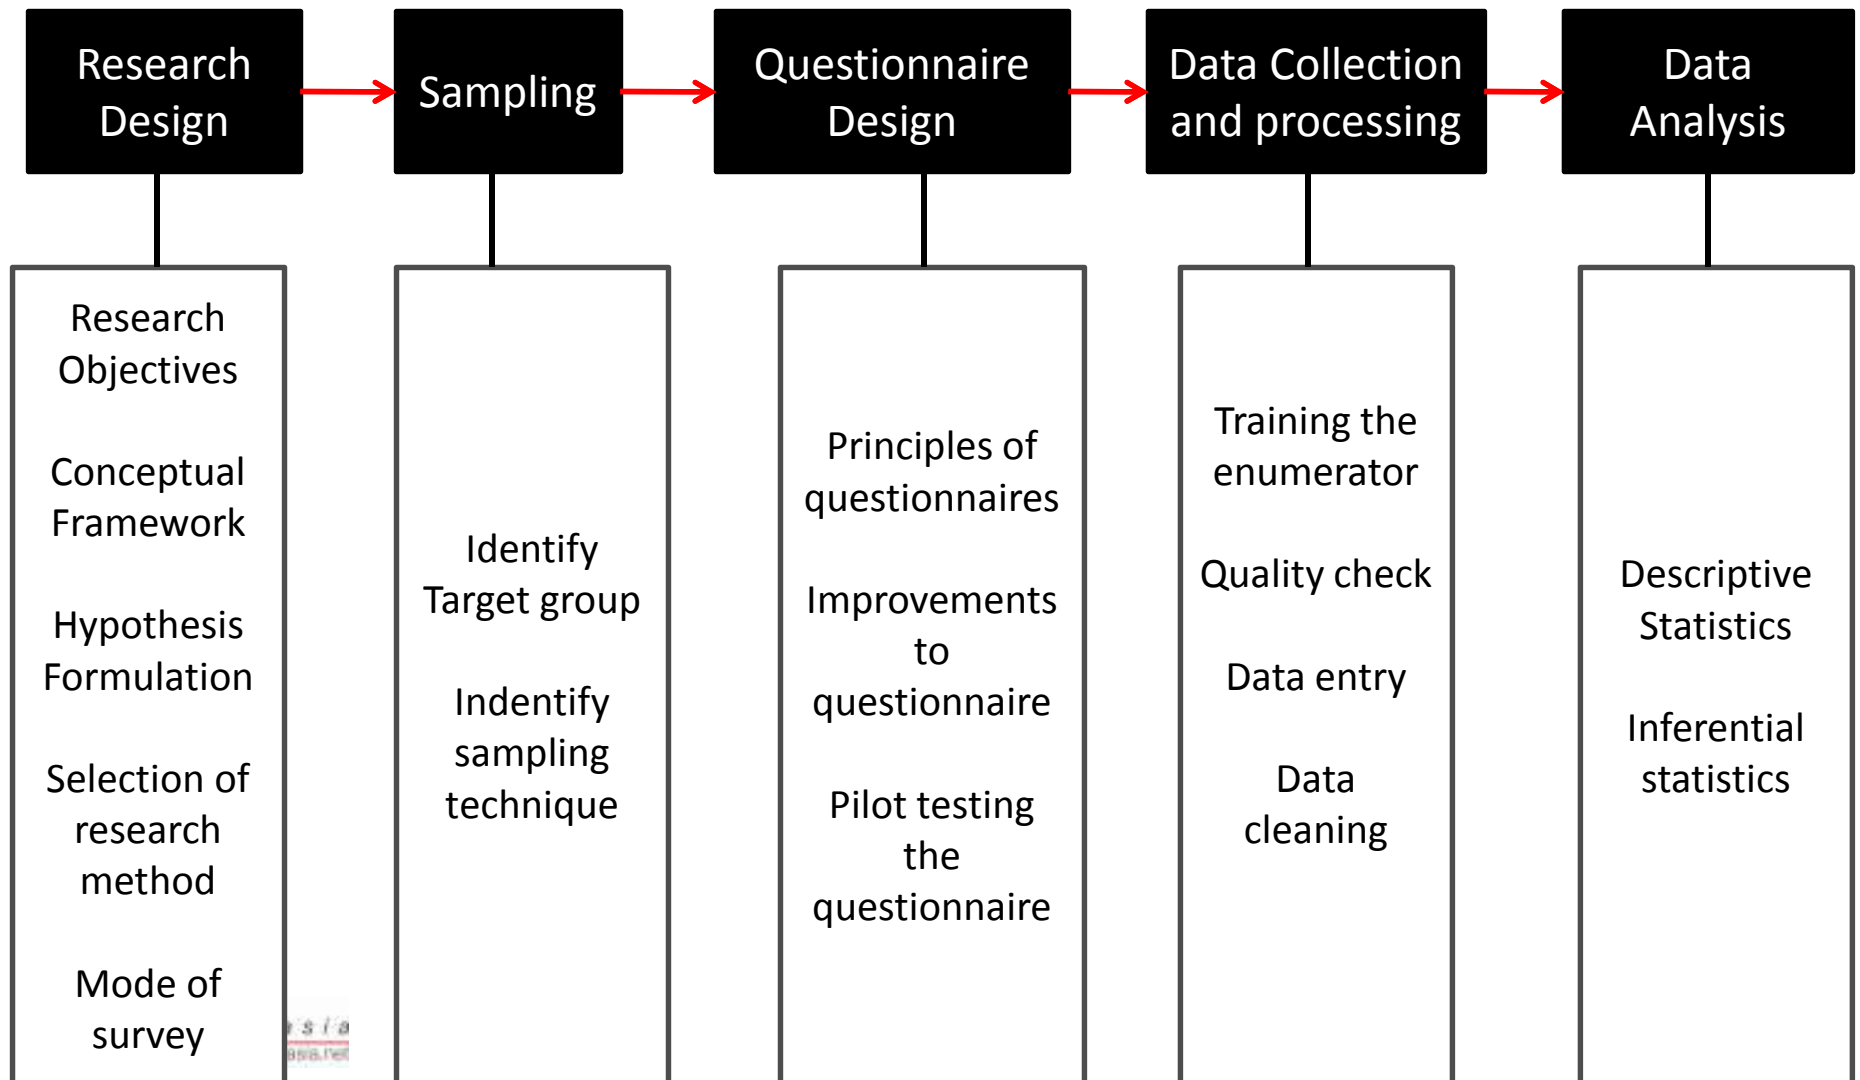 Research
Design
Sampling
Questionnaire
Design
Data Collection
and processing
Data
Analysis
Research
Objectives
Conceptual
Framework
Hypothesis
Formulation
Selection of
research
method
Mode of
survey
Identify
Target group
Indentify
sampling
technique
Principles of
questionnaires
Improvements
to
questionnaire
Pilot testing
the
questionnaire
Training the
enumerator
Quality check
Data entry
Data
cleaning
Descriptive
Statistics
Inferential
statistics
asia.net